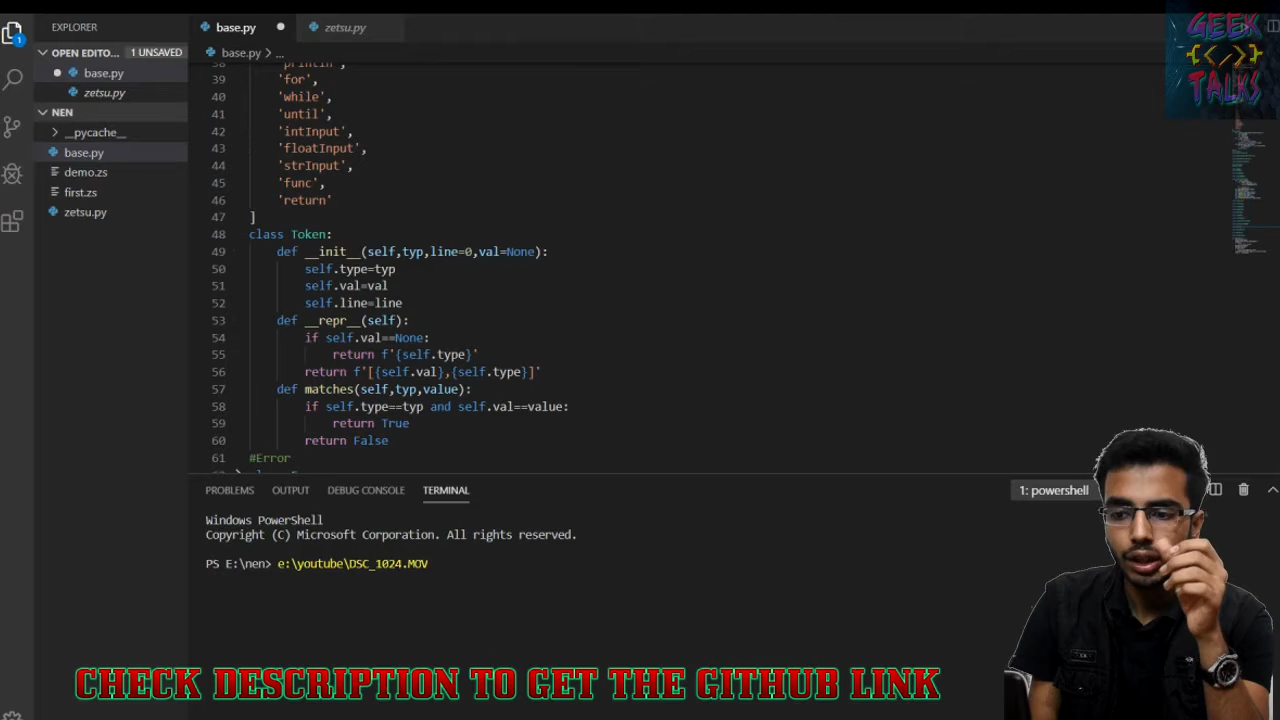 EXPLORER
base.py
zetsu.py
GEEK
</>
TALKS
OPEN EDITO... 1 UNSAVED
base.py > ...
base.py
zetsu.py
NEN
__pycache__
base.py
demo.zs
first.zs
zetsu.py
38 'println',
39 'for',
40 'while',
41 'until',
42 'intInput',
43 'floatInput',
44 'strInput',
45 'func',
46 'return'
47 ]
48 class Token:
49 def __init__(self,typ,line=0,val=None):
50 self.type=typ
51 self.val=val
52 self.line=line
53 def __repr__(self):
54 if self.val==None:
55 return f'{self.type}'
56 return f'[{self.val},{self.type}]'
57 def matches(self,typ,value):
58 if self.type==typ and self.val==value:
59 return True
60 return False
61 #Error
PROBLEMS OUTPUT DEBUG CONSOLE TERMINAL 1: powershell
Windows PowerShell
Copyright (C) Microsoft Corporation. All rights reserved.
PS E:\nen> e:\youtube\DSC_1024.MOV
1
CHECK DESCRIPTION TO GET THE GITHUB LINK